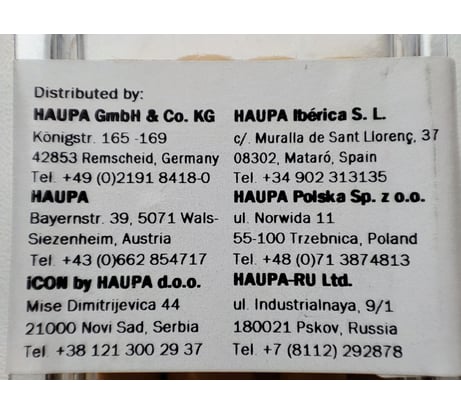 Distributed by:
HAUPA GmbH & Co. KG
Königstr. 165 -169
42853 Remscheid, Germany
Tel. +49 (0)2191 8418-0
HAUPA
Bayernstr. 39, 5071 Wals-
Siezenheim, Austria
Tel. +43 (0)662 854717
iCON by HAUPA d.o.o.
Mise Dimitrijevica 44
21000 Novi Sad, Serbia
Tel. +38 121 300 29 37
HAUPA Ibérica S. L.
c/. Muralla de Sant Llorenç, 37
08302, Mataró, Spain
Tel. +34 902 313135
HAUPA Polska Sp. z o.o.
ul. Norwida 11
55-100 Trzebnica, Poland
Tel. +48 (0)71 3874813
HAUPA-RU Ltd.
ul. Industrialnaya, 9/1
180021 Pskov, Russia
Tel. +7 (8112) 292878